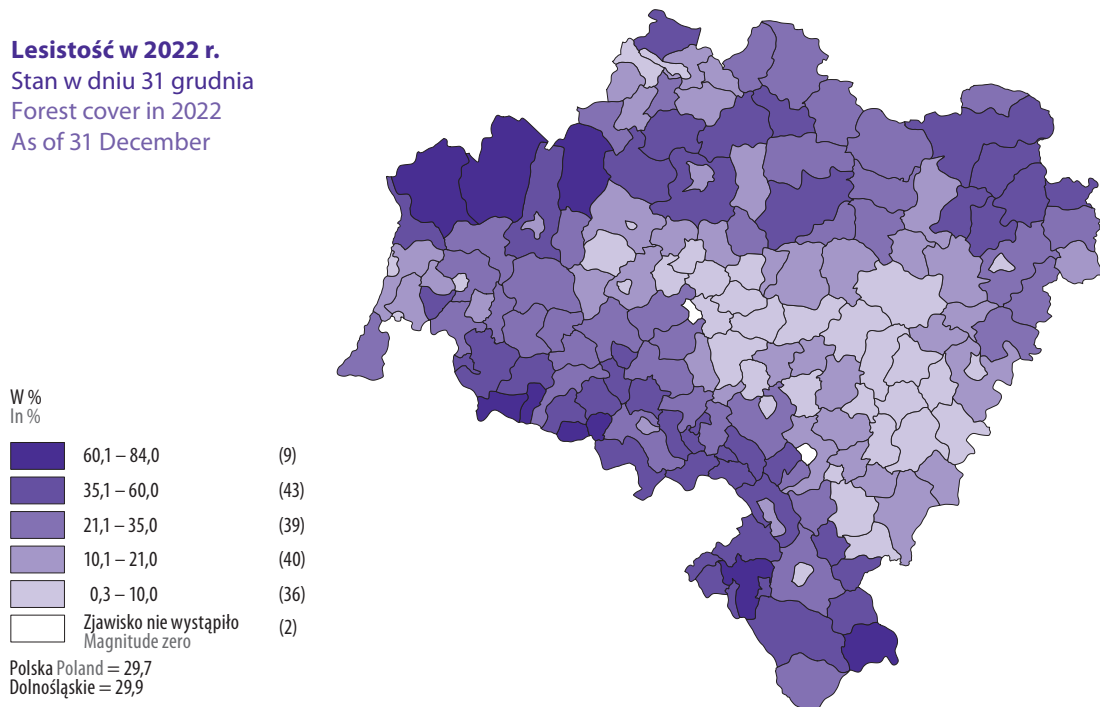 Lesistość w 2022 r.
Stan w dniu 31 grudnia
Forest cover in 2022
As of 31 December
W %
In %
60,1 – 84,0 (9)
35,1 – 60,0 (43)
21,1 – 35,0 (39)
10,1 – 21,0 (40)
0,3 – 10,0 (36)
Zjawisko nie wystąpiło (2)
Magnitude zero
Polska Poland = 29,7
Dolnośląskie = 29,9